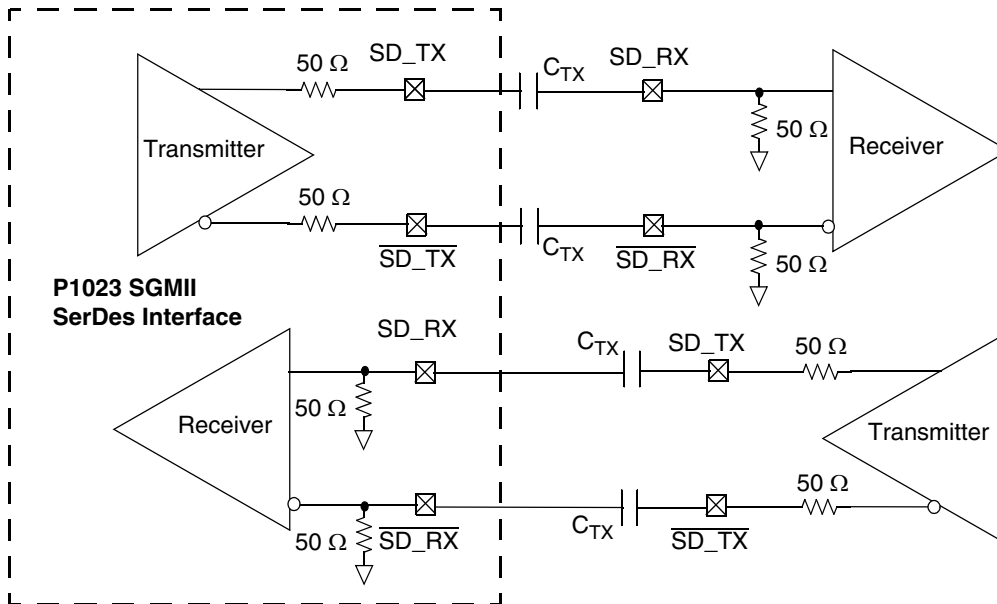 50 Ω
SD_TX
C_TX
SD_RX
50 Ω
Transmitter
Receiver
50 Ω
SD_TX
C_TX
SD_RX
50 Ω
P1023 SGMII
SerDes Interface
SD_RX
C_TX
SD_TX
50 Ω
50 Ω
Receiver
Transmitter
50 Ω
50 Ω
SD_RX
C_TX
SD_TX